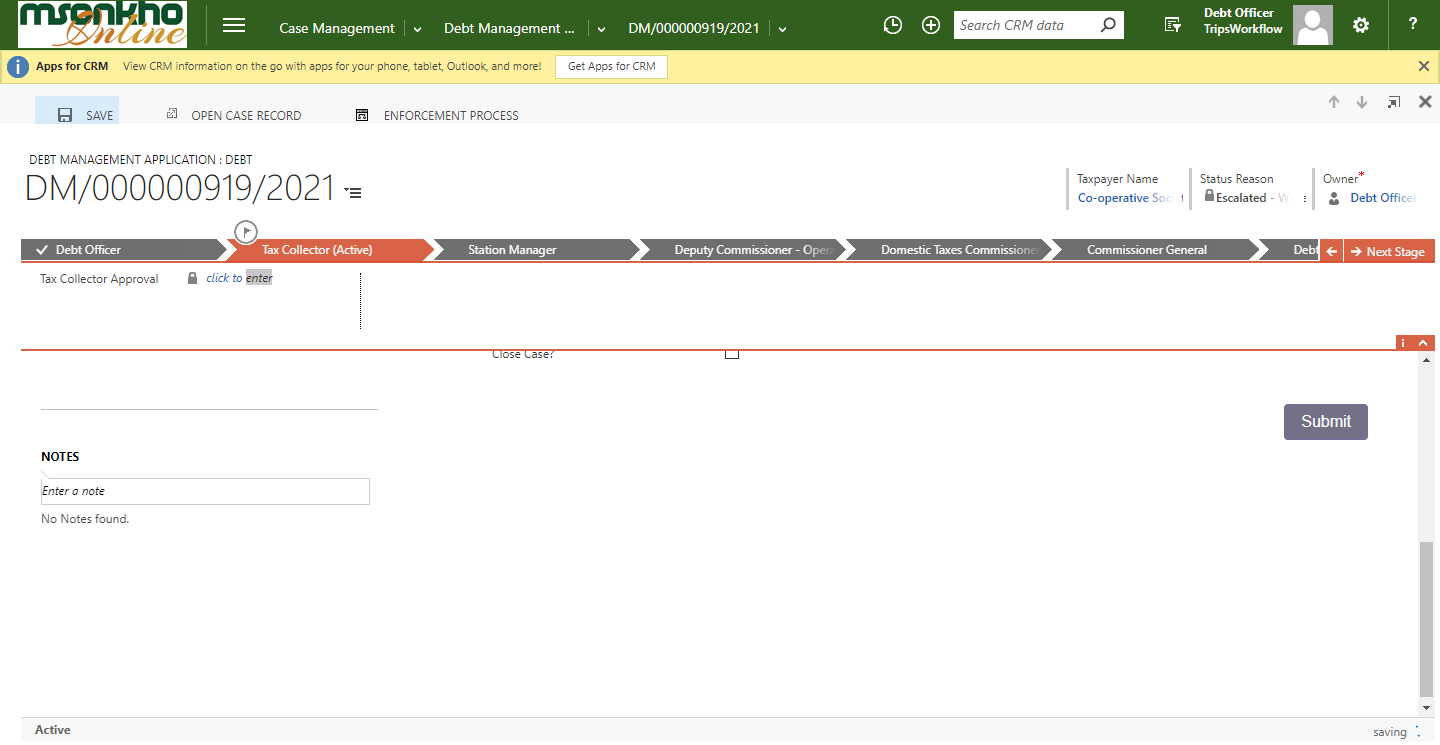 msonkho
Online
Case Management
Debt Management ...
DM/000000919/2021
Search CRM data
Debt Officer
TripsWorkflow
?
Apps for CRM
View CRM information on the go with apps for your phone, tablet, Outlook, and more!
Get Apps for CRM
SAVE
OPEN CASE RECORD
ENFORCEMENT PROCESS
DEBT MANAGEMENT APPLICATION : DEBT
DM/000000919/2021
Taxpayer Name
Co-operative Soc
Status Reason
Escalated -
Owner*
Debt Officer
Debt Officer
Tax Collector (Active)
Station Manager
Deputy Commissioner - Oper
Domestic Taxes Commissioner
Commissioner General
Debt
Next Stage
Tax Collector Approval
click to enter
Close Case?
Submit
NOTES
Enter a note
No Notes found.
Active
saving